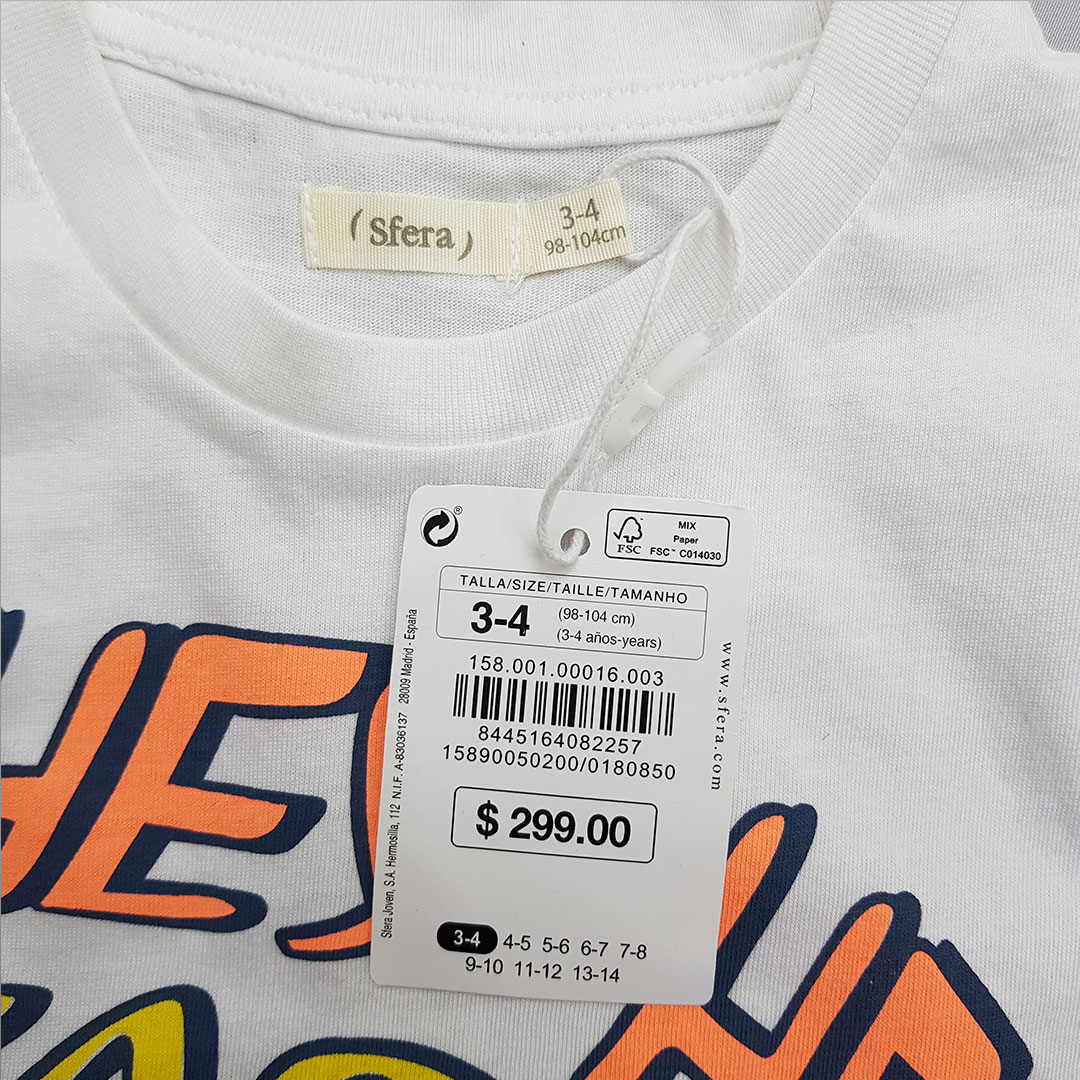 (Sfera)
3-4
98-104cm
®
MIX
Paper
FSC™ C014030
FSC
TALLA/SIZE/TAILLE/TAMANHO
3-4
(98-104 cm)
(3-4 años-years)
158.001.00016.003
8445164082257
15890050200/0180850
$ 299.00
3-4 4-5 5-6 6-7 7-8
9-10 11-12 13-14
Sfera Joven, S.A. Hermosilla, 112 N.I.F. A-83036137 28009 Madrid - España
www.sfera.com